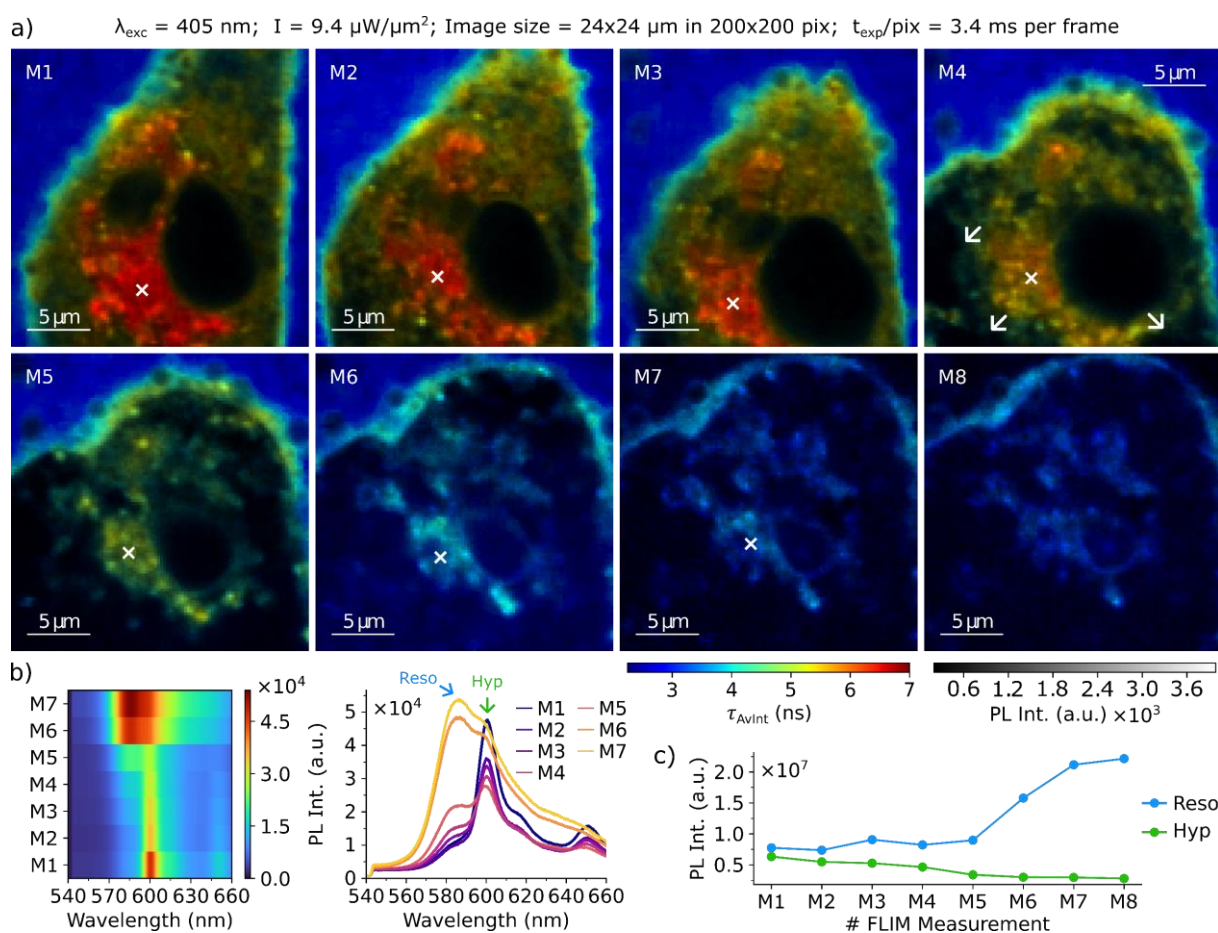 λexc = 405 nm; I = 9.4 μW/μm²; Image size = 24x24 μm in 200x200 pix; texp/pix = 3.4 ms per frame
a)
M1 M2 M3 M4 5 μm
5 μm 5 μm 5 μm
M5 M6 M7 M8
5 μm 5 μm 5 μm 5 μm
b)
×10⁴
M7
M6
M5
M4
M3
M2
M1
4.5
3.0
1.5
0.0
540 580 620 660
Wavelength (nm)
Reso Hyp
×10⁴
PL Int. (a.u.)
5
4
3
2
1
0
M1 M5
M2 M6
M3 M7
M4
540 560 580 600 620 640 660
Wavelength (nm)
3 4 5 6 7
τAvInt (ns)
0.6 1.2 1.8 2.4 3.0 3.6
PL Int. (a.u.) ×10³
c)
×10⁷
PL Int. (a.u.)
2.0
1.5
1.0
0.5
Reso
Hyp
M1 M2 M3 M4 M5 M6 M7 M8
# FLIM Measurement